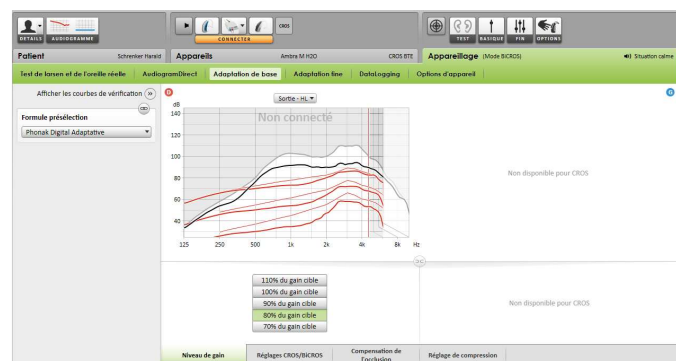 CROS
DETAILS AUDIOGRAMME
CONNECTER
TEST BASIQUE FIN OPTIONS
Patient Schrenker Harald Appareils Ambra M H2O CROS BTE Appareillage (Mode BiCROS) Situation calme
Test de larsen et de l'oreille réelle AudiogramDirect Adaptation de base Adaptation fine DataLogging Options d'appareil
Afficher les courbes de vérification
D
G
Sortie - HL
Formule présélection
Phonak Digital Adaptative
dB
140
Non connecté
120
100
80
60
40
125 250 500 1k 2k 4k 8k Hz
Non disponible pour CROS
110% du gain cible
100% du gain cible
90% du gain cible
80% du gain cible
70% du gain cible
Non disponible pour CROS
Niveau de gain Réglages CROS/BiCROS Compensation de l'occlusion Réglage de compression